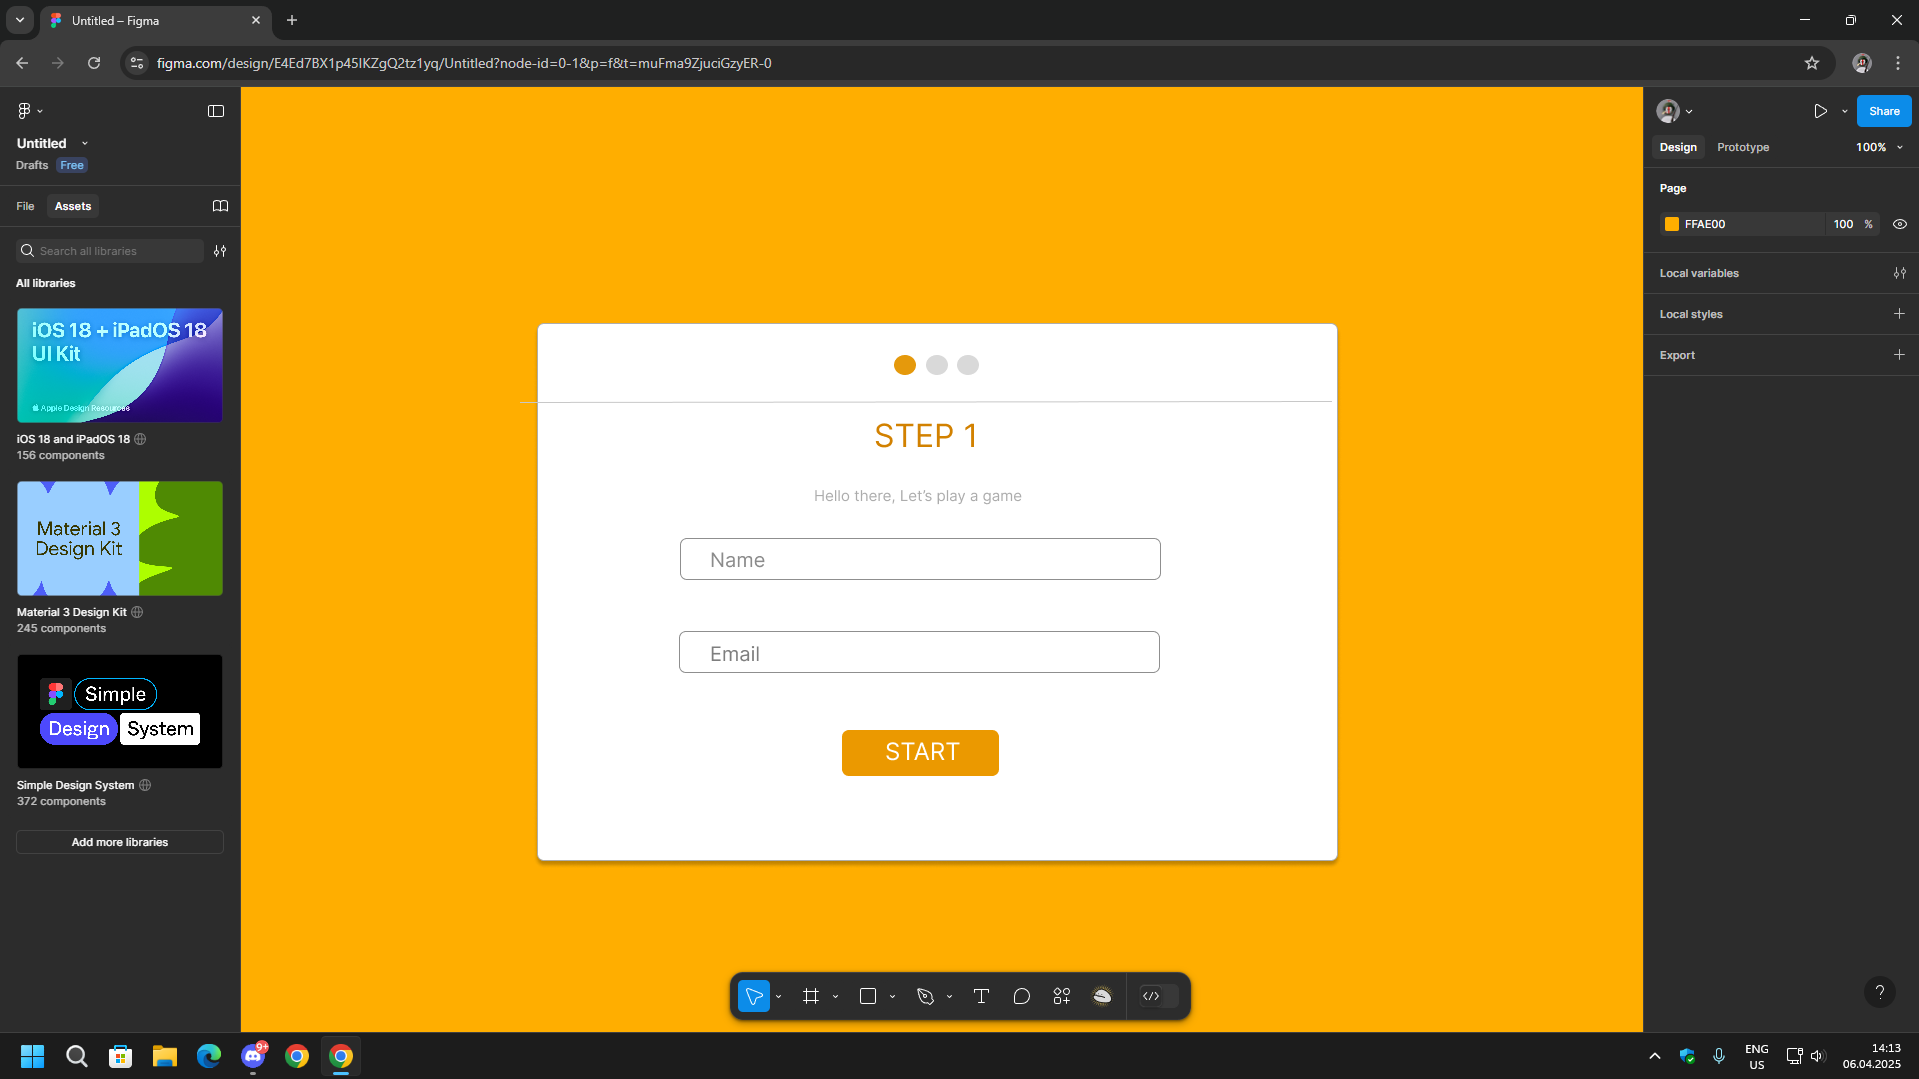 Untitled – Figma
figma.com/design/E4Ed7BX1p45lKZgQ2tz1yq/Untitled?node-id=0-1&p=f&t=muFma9ZjuciGzyER-0
Untitled
Drafts Free
File Assets
Search all libraries
All libraries
iOS 18 + iPadOS 18
UI Kit
Apple Design Resources
iOS 18 and iPadOS 18
156 components
Material 3
Design Kit
Material 3 Design Kit
245 components
Simple
Design System
Simple Design System
372 components
Add more libraries
STEP 1
Hello there, Let's play a game
Name
Email
START
Share
Design Prototype 100%
Page
FFAE00 100 %
Local variables
Local styles
Export
?
9+
ENG
US
14:13
06.04.2025